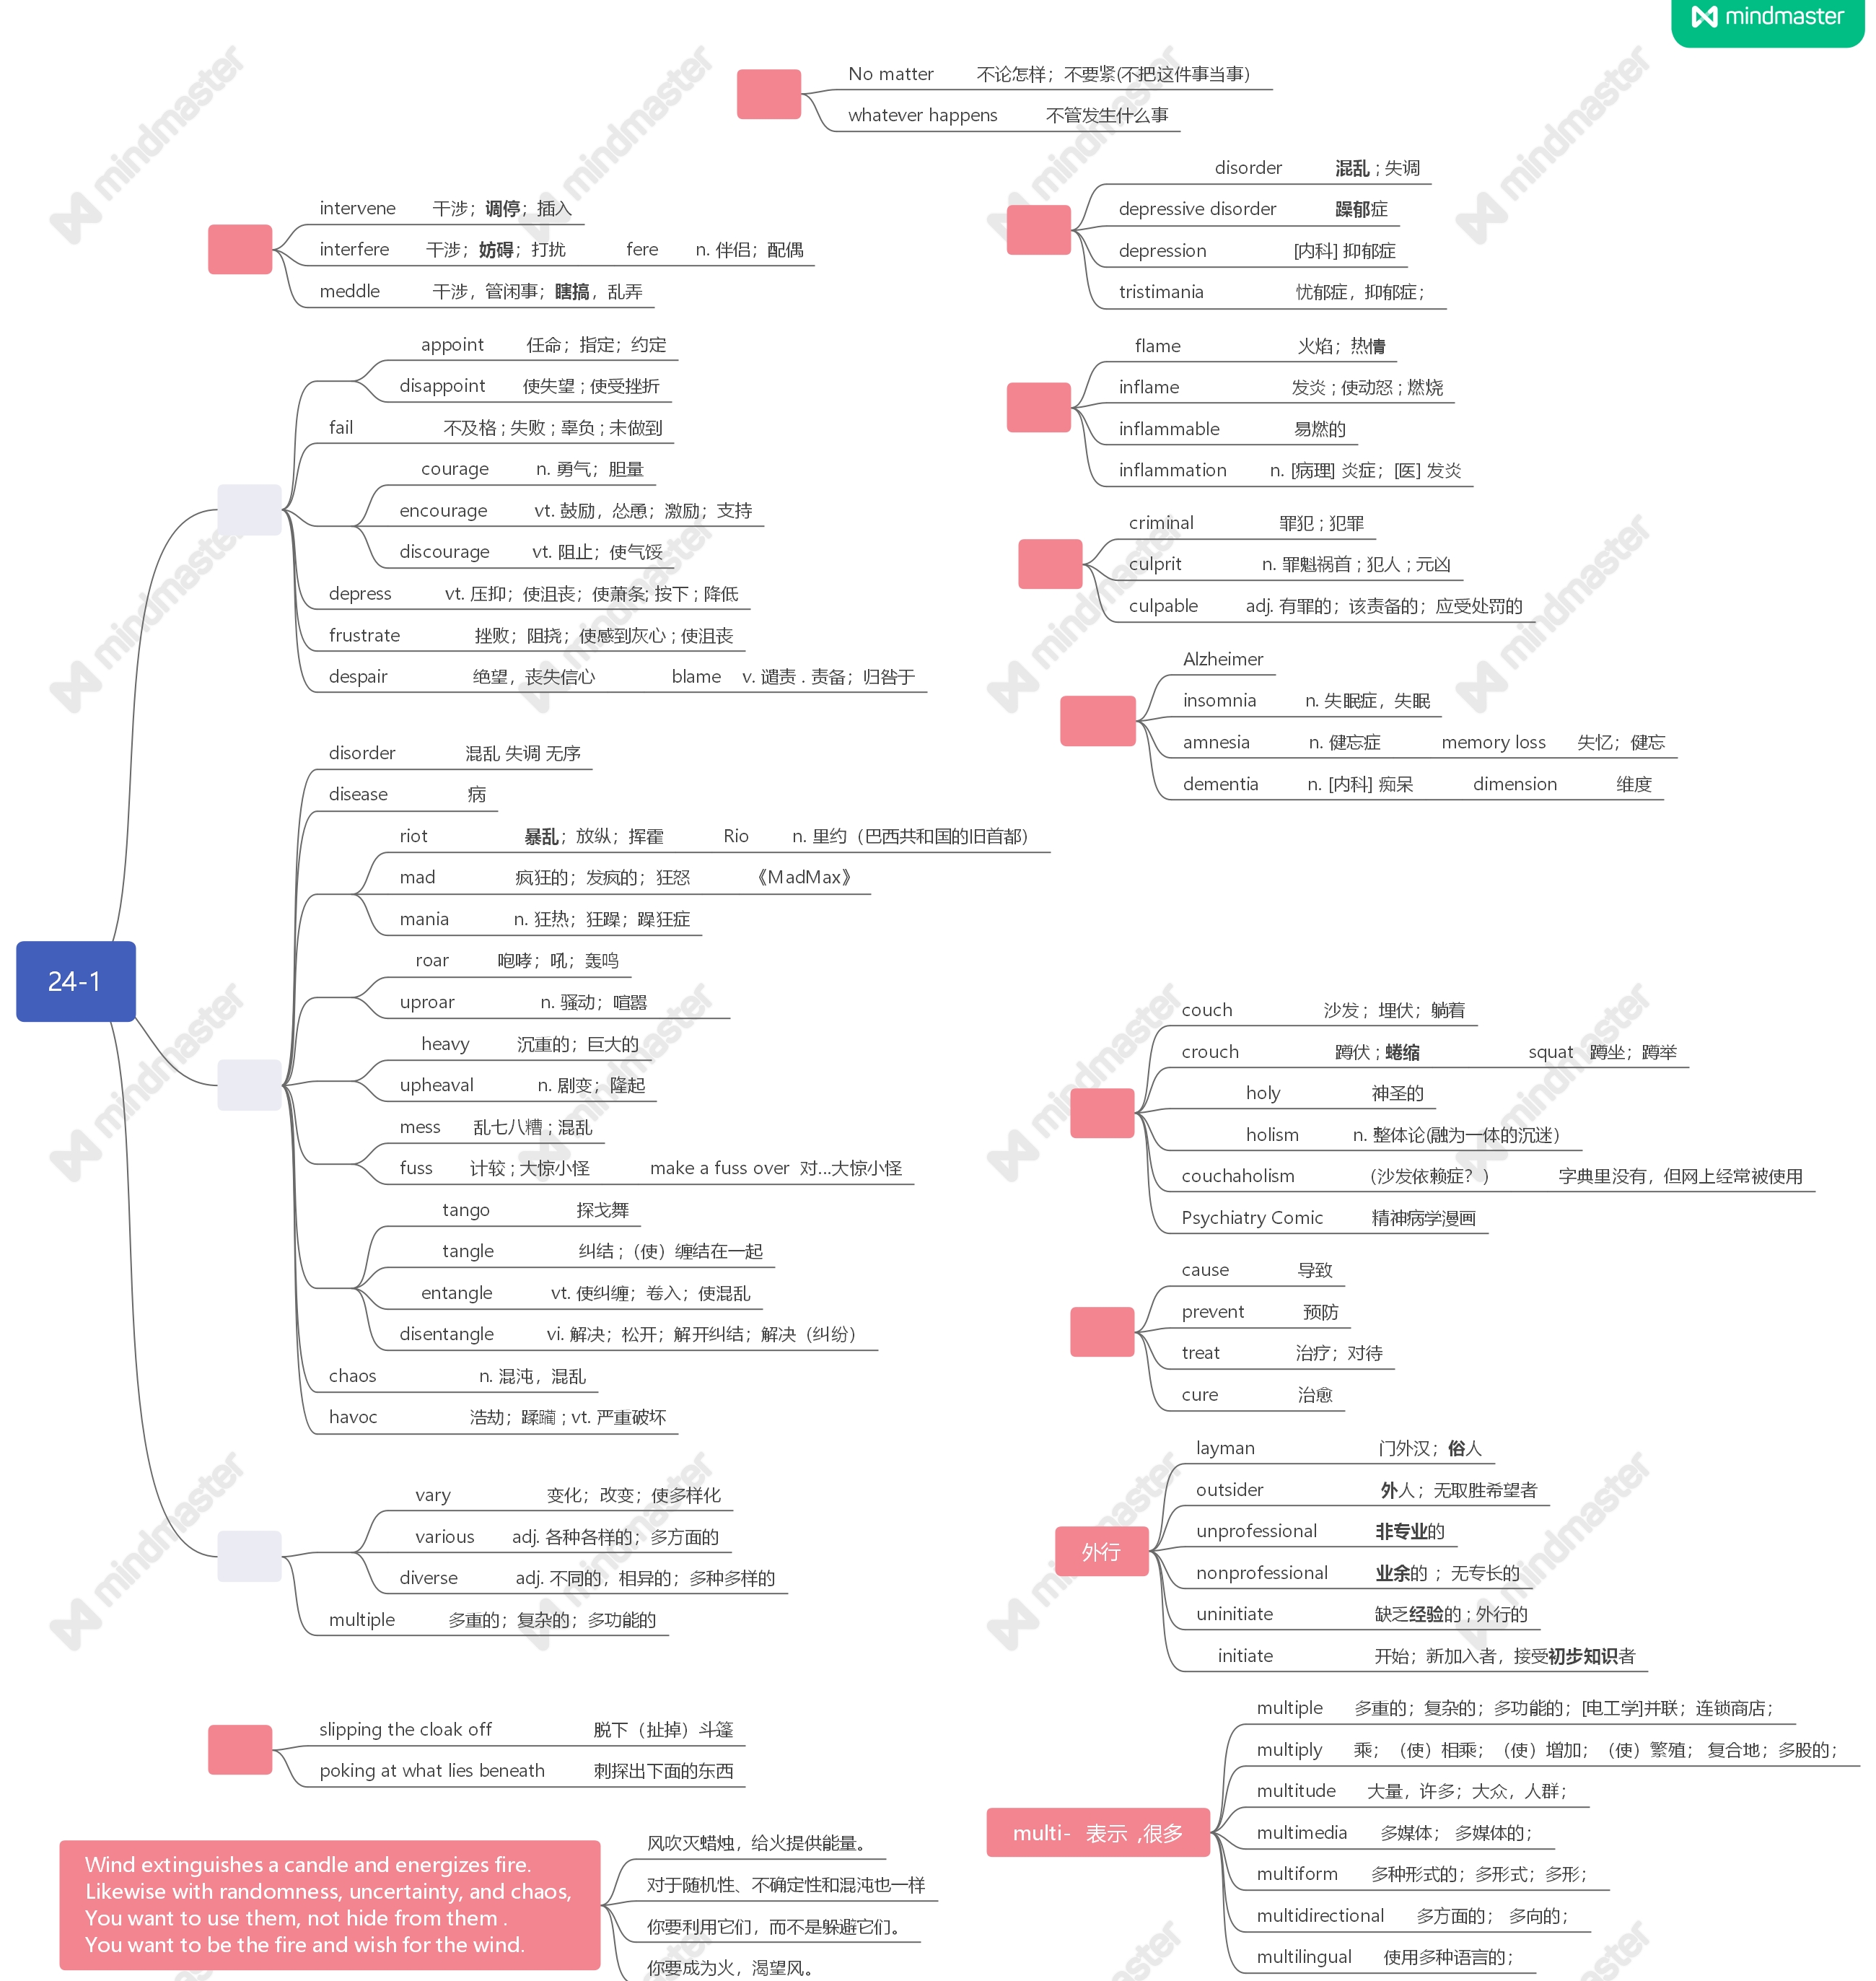 mindmaster
No matter 不论怎样；不要紧(不把这件事当事)
whatever happens 不管发生什么事
intervene 干涉；调停；插入
interfere 干涉；妨碍；打扰 fere n. 伴侣；配偶
meddle 干涉，管闲事；瞎搞，乱弄
appoint 任命；指定；约定
disappoint 使失望 ; 使受挫折
fail 不及格 ; 失败 ; 辜负 ; 未做到
courage n. 勇气；胆量
encourage vt. 鼓励，怂恿；激励；支持
discourage vt. 阻止；使气馁
depress vt. 压抑；使沮丧；使萧条; 按下 ; 降低
frustrate 挫败；阻挠；使感到灰心 ; 使沮丧
despair 绝望，丧失信心 blame v. 谴责 . 责备；归咎于
24-1
disorder 混乱 失调 无序
disease 病
riot 暴乱；放纵；挥霍 Rio n. 里约（巴西共和国的旧首都）
mad 疯狂的；发疯的；狂怒 《MadMax》
mania n. 狂热；狂躁；躁狂症
roar 咆哮；吼；轰鸣
uproar n. 骚动；喧嚣
heavy 沉重的；巨大的
upheaval n. 剧变；隆起
mess 乱七八糟 ; 混乱
fuss 计较 ; 大惊小怪 make a fuss over 对...大惊小怪
tango 探戈舞
tangle 纠结 ;（使）缠结在一起
entangle vt. 使纠缠；卷入；使混乱
disentangle vi. 解决；松开；解开纠结；解决（纠纷）
chaos n. 混沌，混乱
havoc 浩劫；蹂躏 ; vt. 严重破坏
vary 变化；改变；使多样化
various adj. 各种各样的；多方面的
diverse adj. 不同的，相异的；多种多样的
multiple 多重的；复杂的；多功能的
slipping the cloak off 脱下（扯掉）斗篷
poking at what lies beneath 刺探出下面的东西
Wind extinguishes a candle and energizes fire.
Likewise with randomness, uncertainty, and chaos,
You want to use them, not hide from them .
You want to be the fire and wish for the wind.
风吹灭蜡烛，给火提供能量。
对于随机性、不确定性和混沌也一样
你要利用它们，而不是躲避它们。
你要成为火，渴望风。
disorder 混乱 ; 失调
depressive disorder 躁郁症
depression [内科] 抑郁症
tristimania 忧郁症，抑郁症；
flame 火焰；热情
inflame 发炎 ; 使动怒 ; 燃烧
inflammable 易燃的
inflammation n. [病理] 炎症；[医] 发炎
criminal 罪犯 ; 犯罪
culprit n. 罪魁祸首 ; 犯人 ; 元凶
culpable adj. 有罪的；该责备的；应受处罚的
Alzheimer
insomnia n. 失眠症，失眠
amnesia n. 健忘症 memory loss 失忆；健忘
dementia n. [内科] 痴呆 dimension 维度
couch 沙发；埋伏；躺着
crouch 蹲伏 ; 蜷缩 squat 蹲坐；蹲举
holy 神圣的
holism n. 整体论(融为一体的沉迷)
couchaholism （沙发依赖症？） 字典里没有，但网上经常被使用
Psychiatry Comic 精神病学漫画
cause 导致
prevent 预防
treat 治疗；对待
cure 治愈
外行
layman 门外汉；俗人
outsider 外人；无取胜希望者
unprofessional 非专业的
nonprofessional 业余的 ；无专长的
uninitiate 缺乏经验的 ; 外行的
initiate 开始；新加入者，接受初步知识者
multi- 表示 ,很多
multiple 多重的；复杂的；多功能的；[电工学]并联；连锁商店；
multiply 乘；（使）相乘；（使）增加；（使）繁殖； 复合地；多股的；
multitude 大量，许多；大众，人群；
multimedia 多媒体； 多媒体的；
multiform 多种形式的；多形式；多形；
multidirectional 多方面的； 多向的；
multilingual 使用多种语言的；